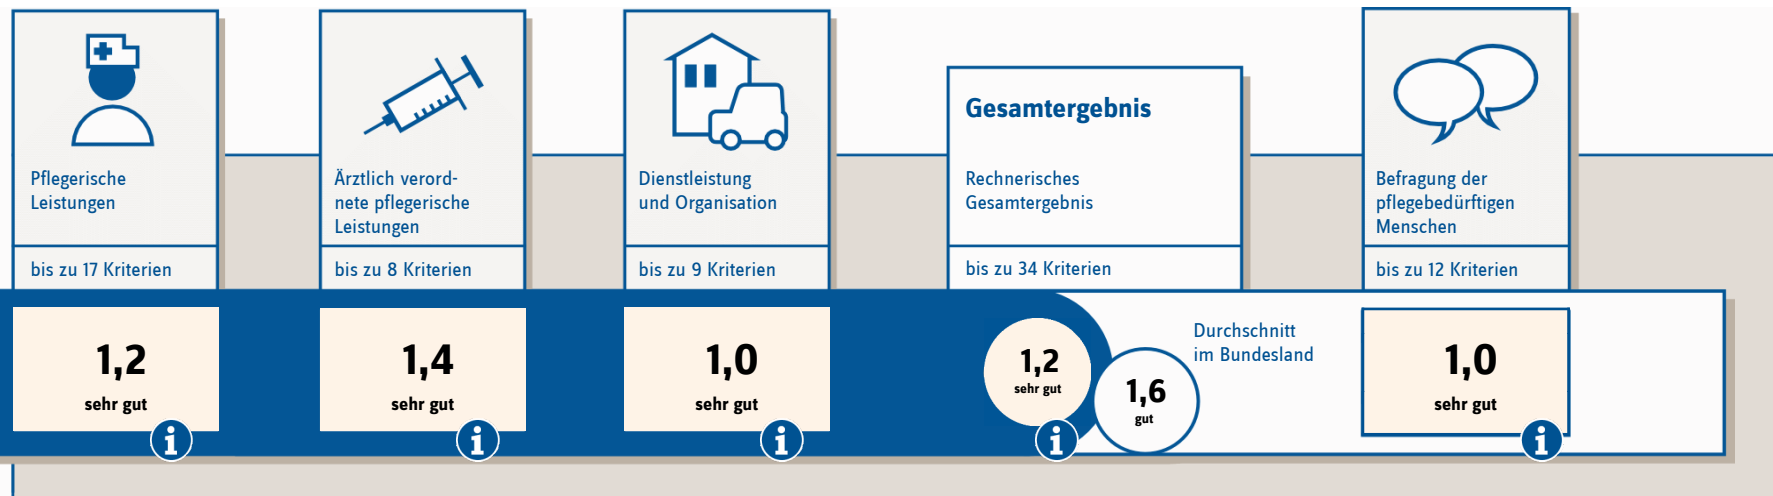 Pflegerische
Leistungen
bis zu 17 Kriterien
1,2
sehr gut
i
Ärztlich verord-
nete pflegerische
Leistungen
bis zu 8 Kriterien
1,4
sehr gut
i
Dienstleistung
und Organisation
bis zu 9 Kriterien
1,0
sehr gut
i
Gesamtergebnis
Rechnerisches
Gesamtergebnis
bis zu 34 Kriterien
1,2
sehr gut
i
1,6
gut
Durchschnitt
im Bundesland
Befragung der
pflegebedürftigen
Menschen
bis zu 12 Kriterien
1,0
sehr gut
i